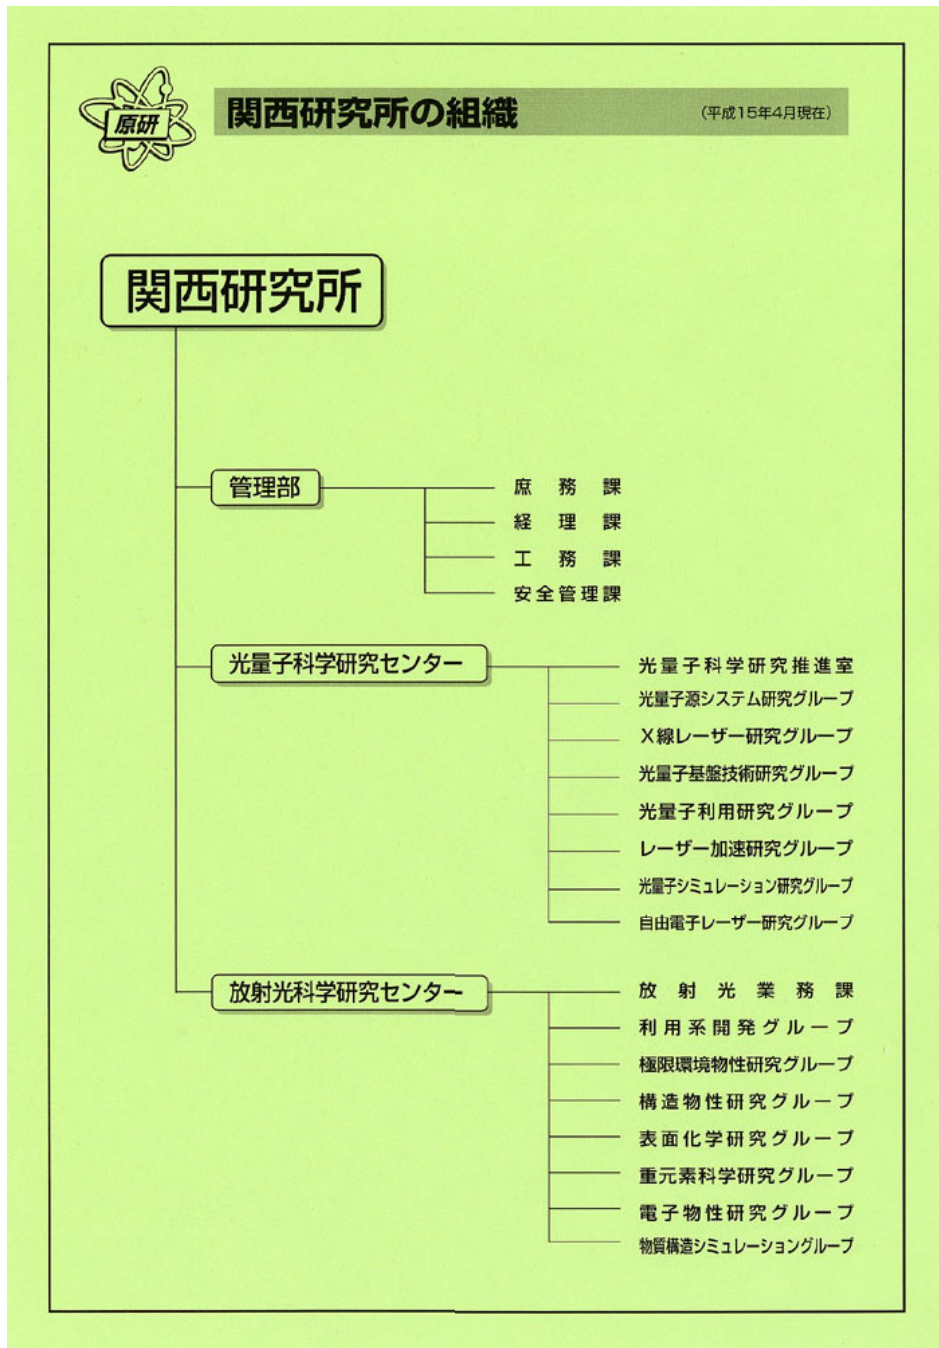 原研
関西研究所の組織
(平成15年4月現在)
関西研究所
管理部
庶務課
経理課
工務課
安全管理課
光量子科学研究センター
光量子科学研究推進室
光量子源システム研究グループ
X線レーザー研究グループ
光量子基盤技術研究グループ
光量子利用研究グループ
レーザー加速研究グループ
光量子シミュレーション研究グループ
自由電子レーザー研究グループ
放射光科学研究センター
放射光業務課
利用系開発グループ
極限環境物性研究グループ
構造物性研究グループ
表面化学研究グループ
重元素科学研究グループ
電子物性研究グループ
物質構造シミュレーショングループ